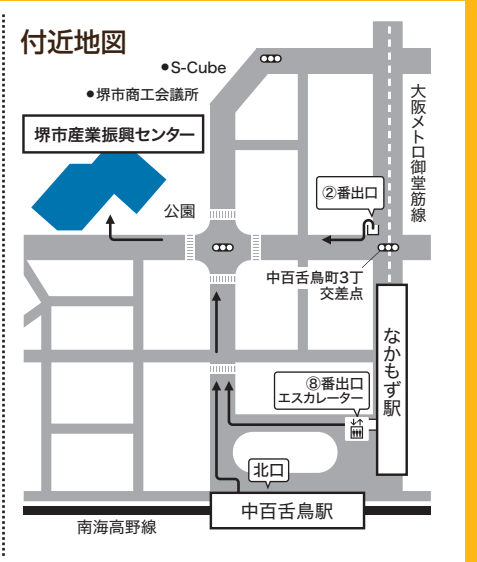 付近地図
●S-Cube
●堺市商工会議所
堺市産業振興センター
公園
②番出口
大阪メトロ御堂筋線
中百舌鳥町3丁
交差点
なかもず駅
⑧番出口
エスカレーター
北口
中百舌鳥駅
南海高野線